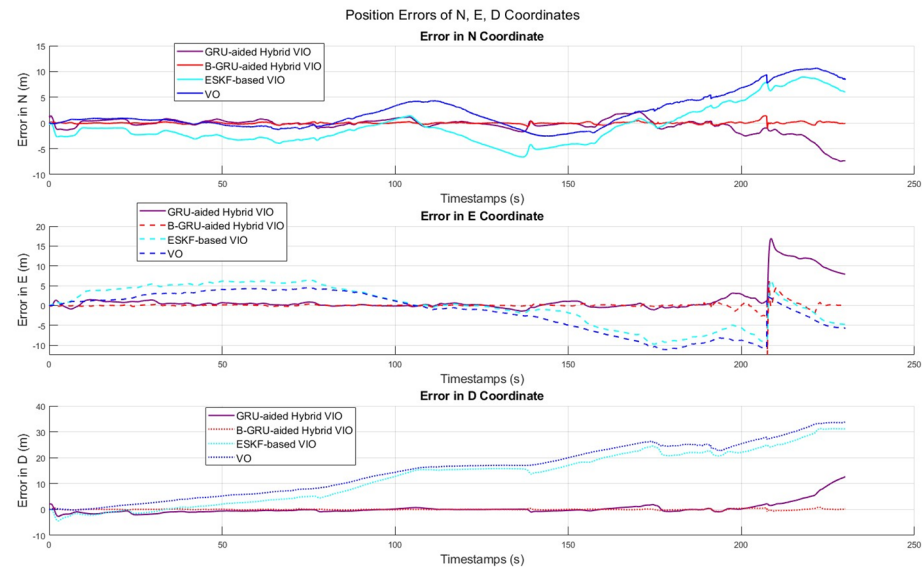 Position Errors of N, E, D Coordinates
Error in N Coordinate
Error in N (m)
15
10
5
0
-5
-10
GRU-aided Hybrid VIO
B-GRU-aided Hybrid VIO
ESKF-based VIO
VO
0 50 100 150 200 250
Timestamps (s)
Error in E Coordinate
Error in E (m)
20
15
10
5
0
-5
-10
GRU-aided Hybrid VIO
B-GRU-aided Hybrid VIO
ESKF-based VIO
VO
0 50 100 150 200 250
Timestamps (s)
Error in D Coordinate
Error in D (m)
40
30
20
10
0
-10
GRU-aided Hybrid VIO
B-GRU-aided Hybrid VIO
ESKF-based VIO
VO
0 50 100 150 200 250
Timestamps (s)